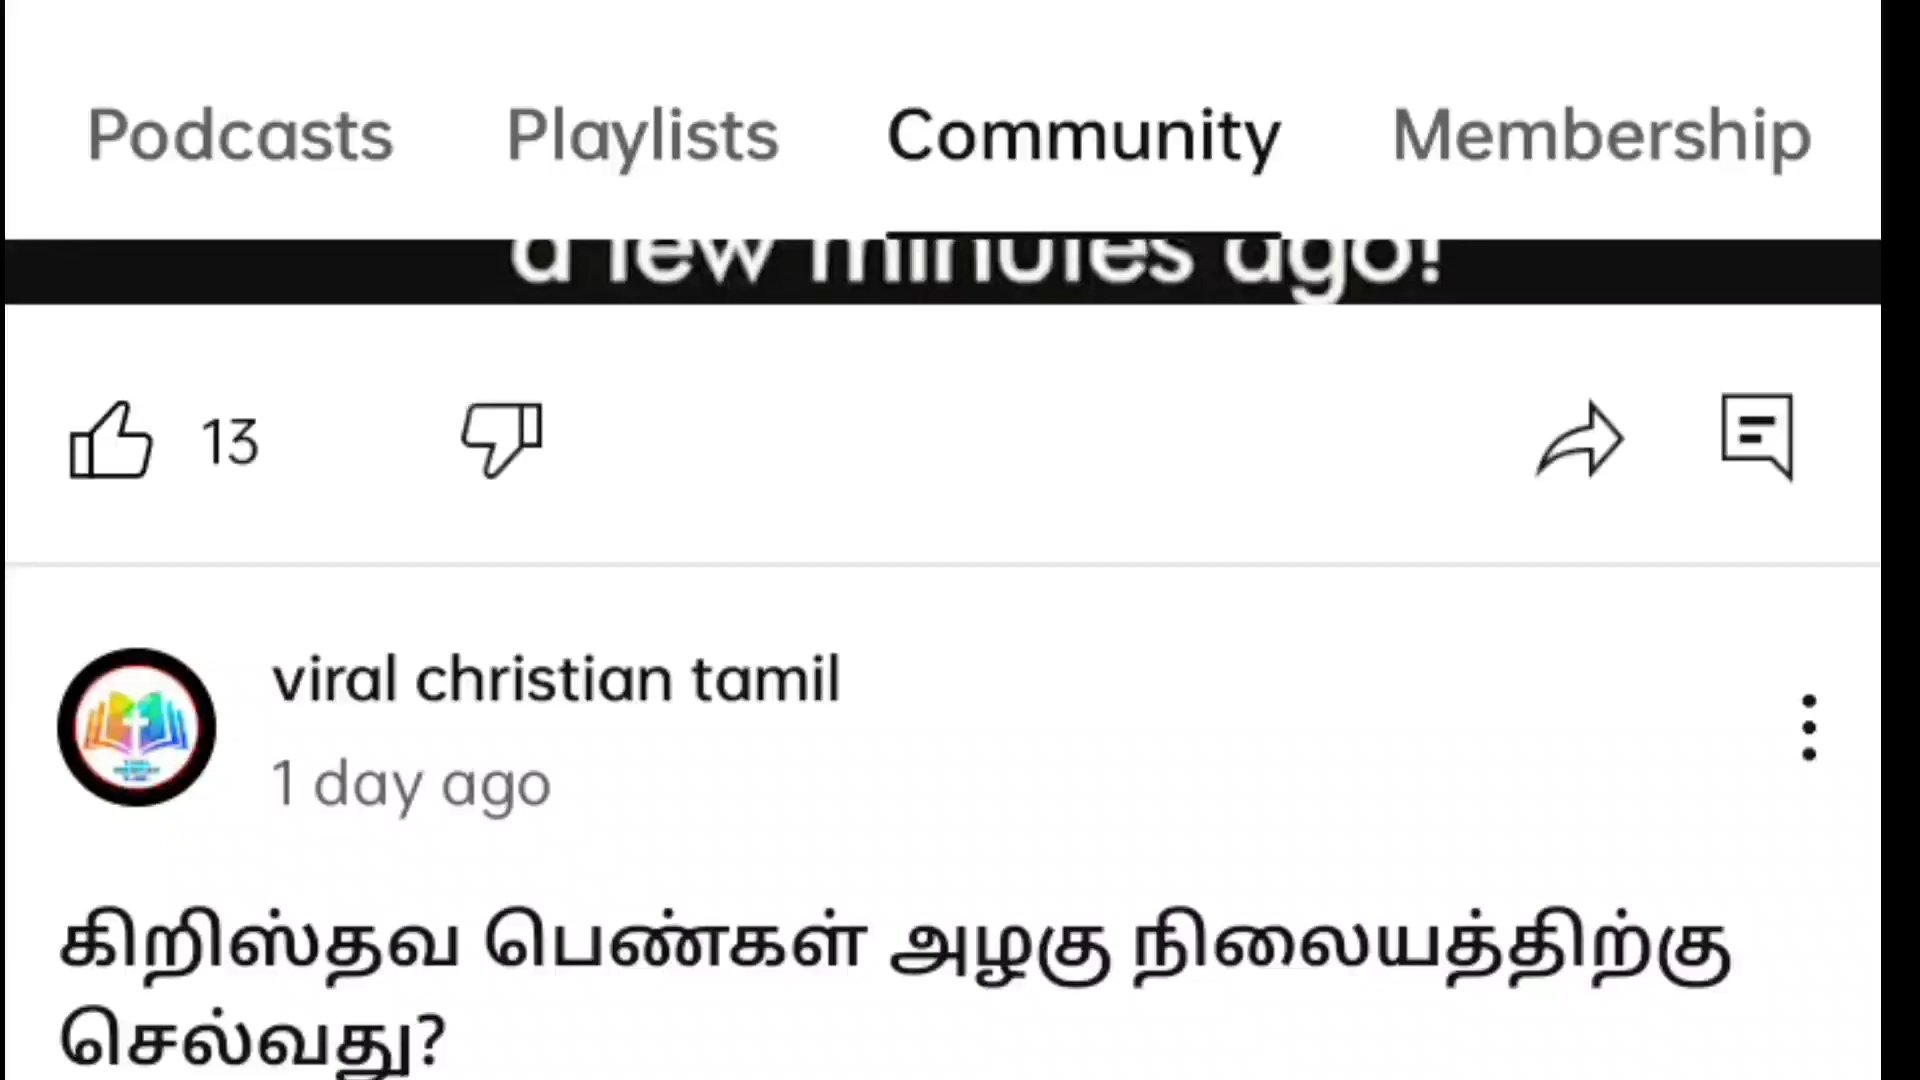 Podcasts Playlists Community Membership
a few minutes ago!
13
viral christian tamil
1 day ago
கிறிஸ்தவ பெண்கள் அழகு நிலையத்திற்கு
செல்வது?